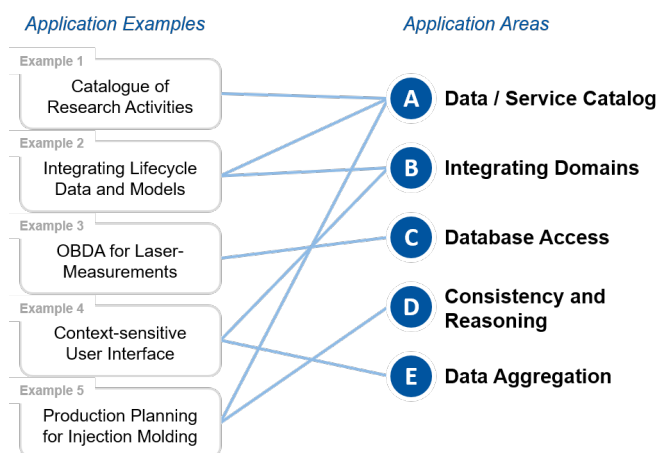 Application Examples
Application Areas
Example 1
Catalogue of
Research Activities
Example 2
Integrating Lifecycle
Data and Models
Example 3
OBDA for Laser-
Measurements
Example 4
Context-sensitive
User Interface
Example 5
Production Planning
for Injection Molding
A Data / Service Catalog
B Integrating Domains
C Database Access
D Consistency and
Reasoning
E Data Aggregation